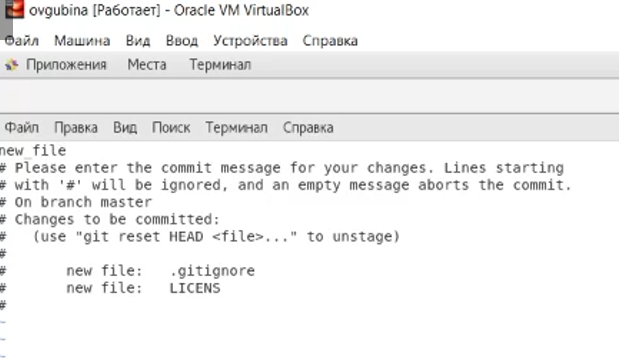 ovgubina [Работает] - Oracle VM VirtualBox
Файл Машина Вид Ввод Устройства Справка
Приложения Места Терминал
Файл Правка Вид Поиск Терминал Справка
new_file
# Please enter the commit message for your changes. Lines starting
# with '#' will be ignored, and an empty message aborts the commit.
# On branch master
# Changes to be committed:
#   (use "git reset HEAD <file>..." to unstage)
#
#       new file:   .gitignore
#       new file:   LICENS
#
~
~
~